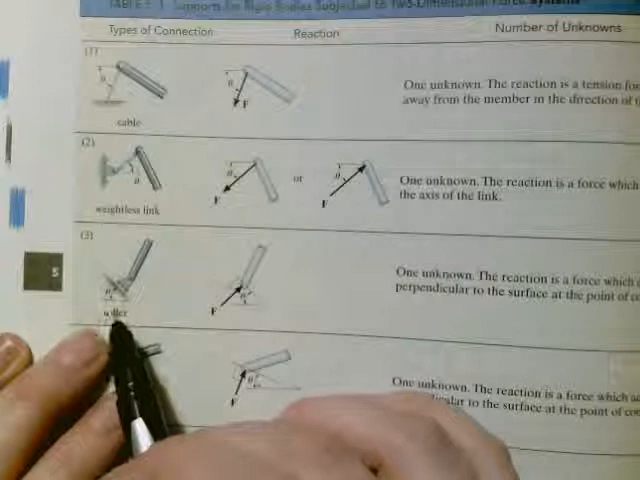 TABLE 5–1 Supports for Rigid Bodies Subjected to Two-Dimensional Force Systems
Types of Connection Reaction Number of Unknowns
(1)
θ θ
F
One unknown. The reaction is a tension
away from the member in the direction of
cable
(2)
θ θ or θ
F F
One unknown. The reaction is a force which
the axis of the link.
weightless link
(3)
θ θ
F
One unknown. The reaction is a force which
perpendicular to the surface at the point of
roller
5
θ
F
One unknown. The reaction is a force which
to the surface at the point of